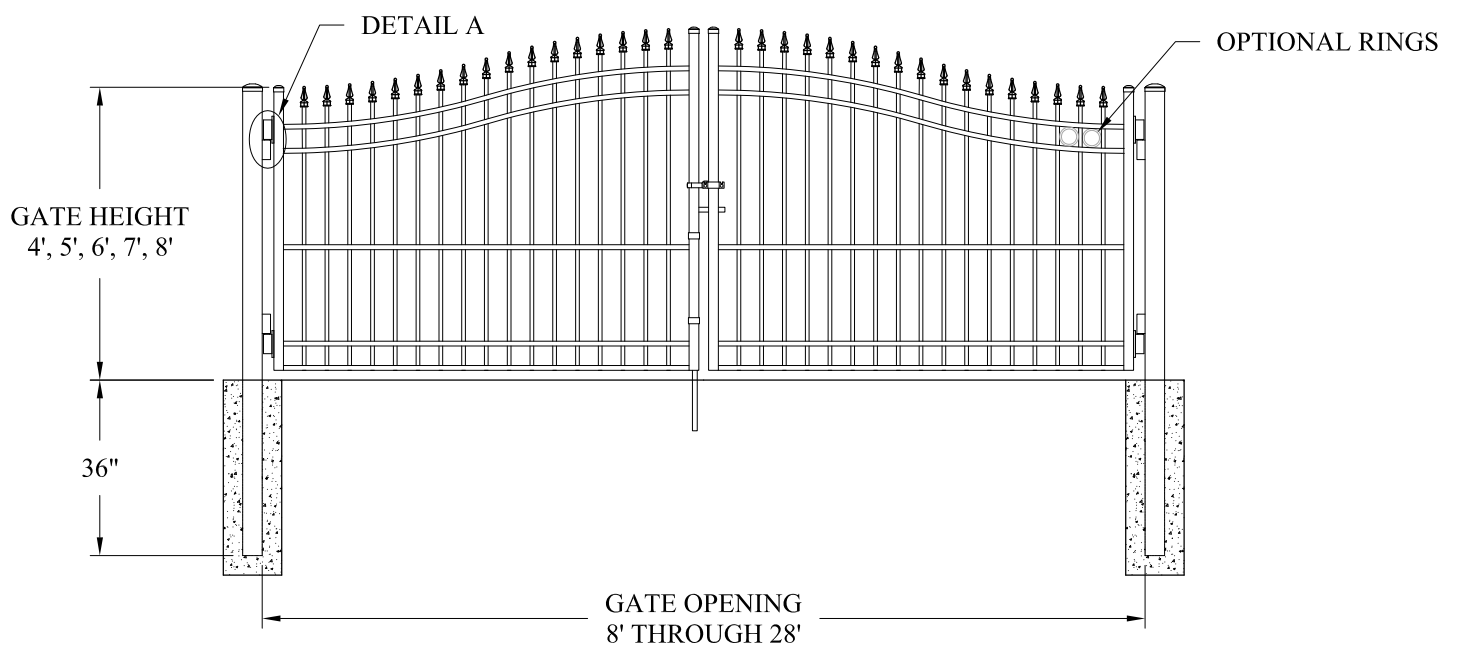 DETAIL A
OPTIONAL RINGS
GATE HEIGHT
4', 5', 6', 7', 8'
36"
GATE OPENING
8' THROUGH 28'